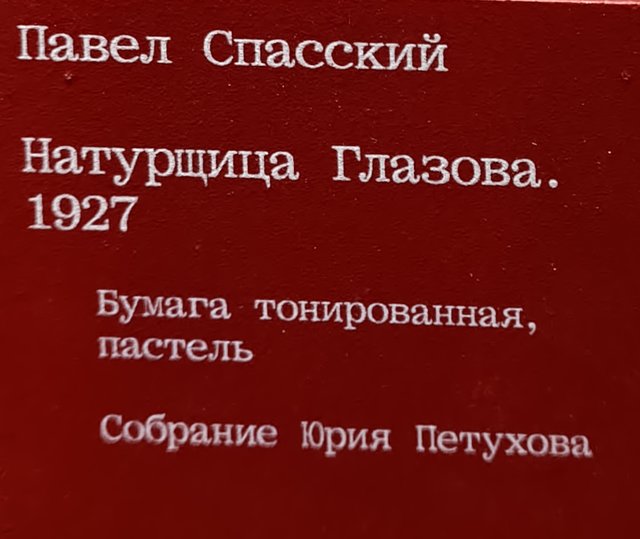 Павел Спасский
Натурщица Глазова.
1927
Бумага тонированная,
пастель
Собрание Юрия Петухова